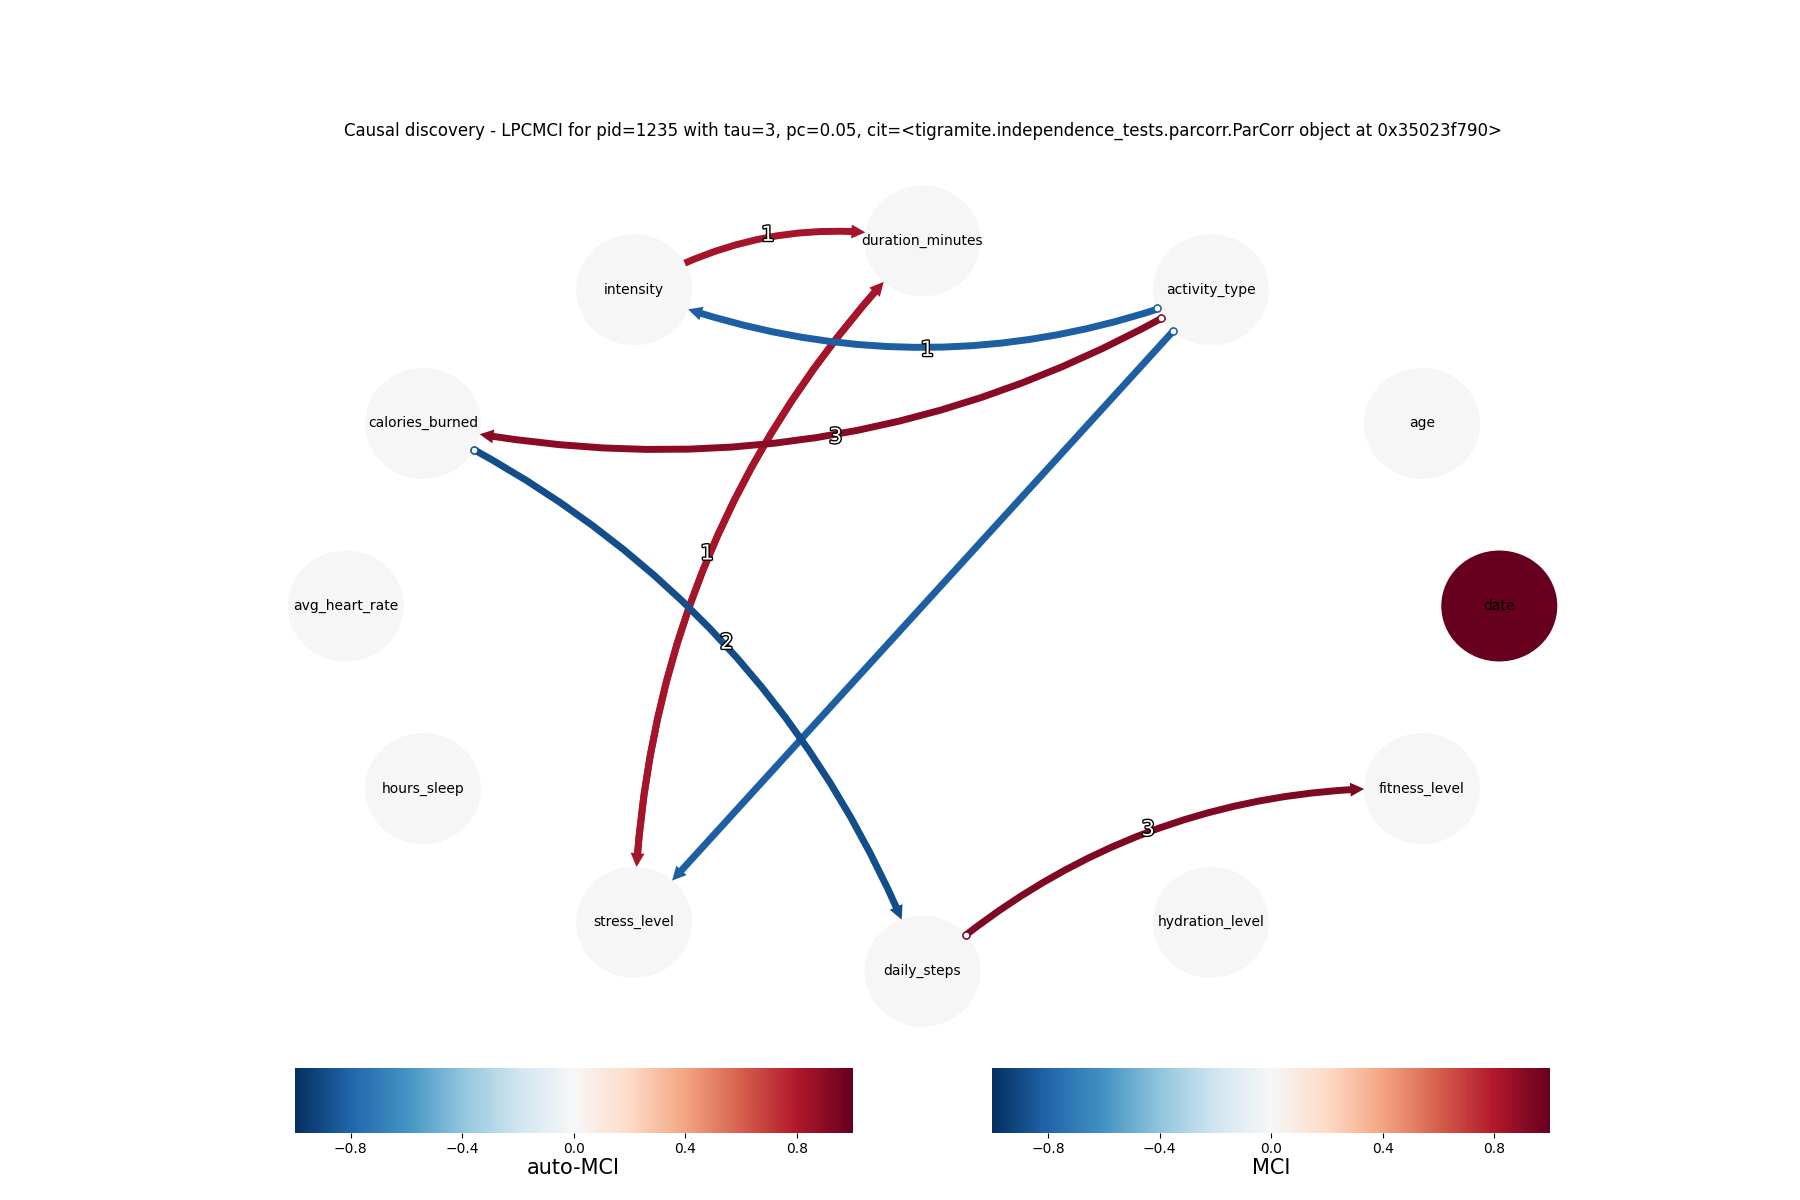 Causal discovery - LPCMCI for pid=1235 with tau=3, pc=0.05, cit=<tigramite.independence_tests.parcorr.ParCorr object at 0x35023f790>
1
duration_minutes
intensity
activity_type
1
calories_burned
3
age
1
avg_heart_rate
date
2
hours_sleep
fitness_level
3
stress_level
hydration_level
daily_steps
−0.8 −0.4 0.0 0.4 0.8
auto-MCI
−0.8 −0.4 0.0 0.4 0.8
MCI